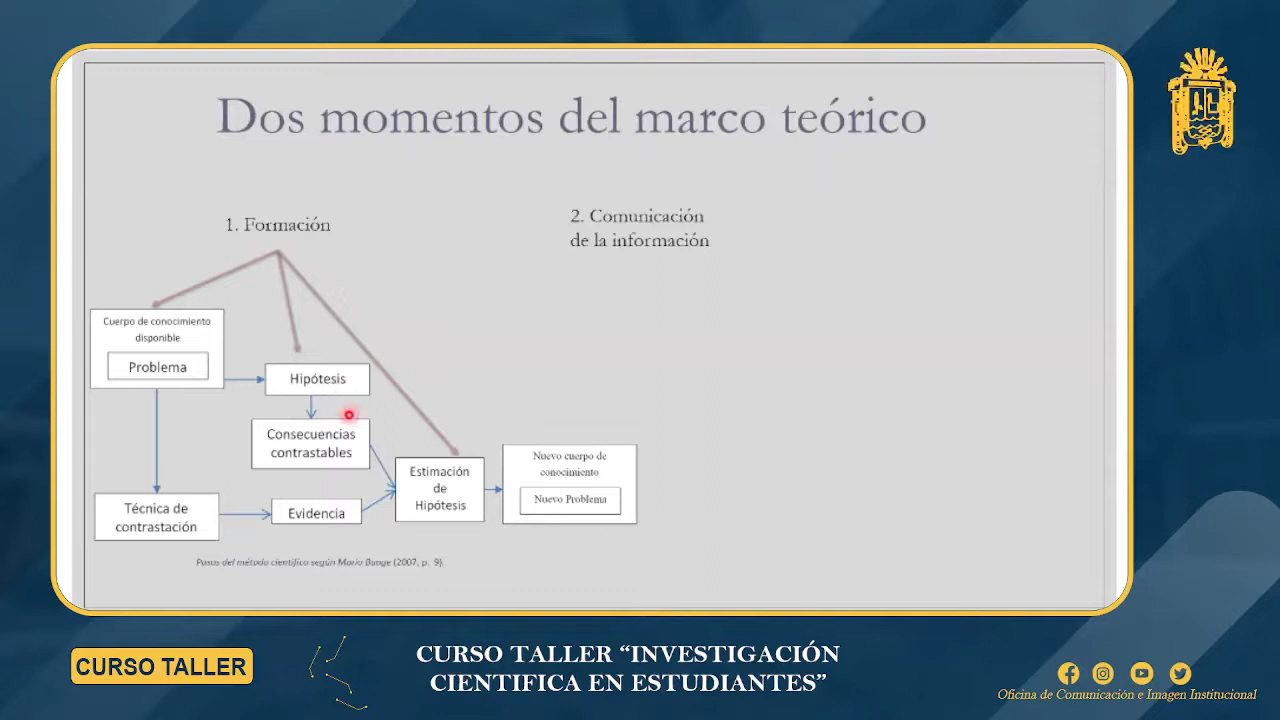 Dos momentos del marco teórico
1. Formación
2. Comunicación
de la información
Cuerpo de conocimiento
disponible
Problema
Hipótesis
Consecuencias
contrastables
Técnica de
contrastación
Evidencia
Estimación
de
Hipótesis
Nuevo cuerpo de
conocimiento
Nuevo Problema
Pasos del método científico según Mario Bunge (2007, p. 9).
CURSO TALLER
CURSO TALLER “INVESTIGACIÓN
CIENTIFICA EN ESTUDIANTES”
Oficina de Comunicación e Imagen Institucional